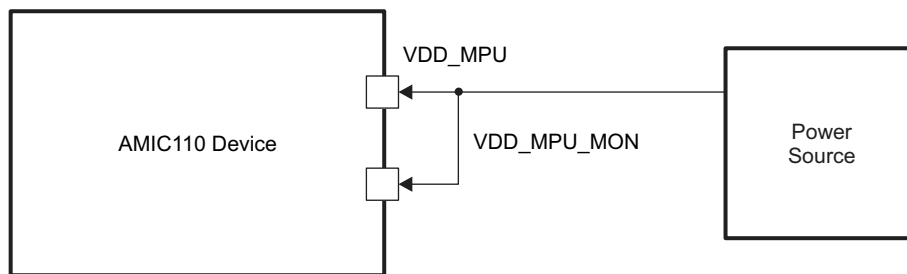 VDD_MPU
AMIC110 Device
VDD_MPU_MON
Power
Source